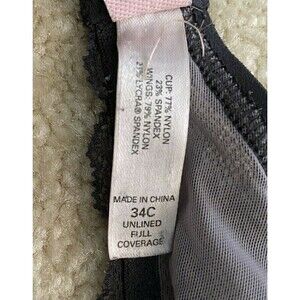 CUP: 77% NYLON
23% SPANDEX
WINGS: 79% NYLON
21% LYCRA® SPANDEX
MADE IN CHINA
34C
UNLINED
FULL
COVERAGE